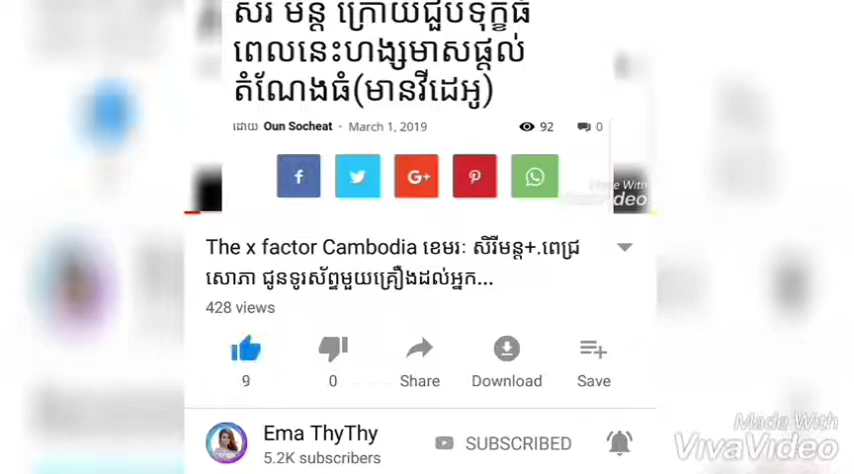 សិរី មន្ត ក្រោយជួបទុក្ខធំ
ពេលនេះហង្សមាសផ្តល់
តំណែងធំ(មានវីដេអូ)
ដោយ Oun Socheat - March 1, 2019 92 0
G+
Made With
The x factor Cambodia ខេមរៈ សិរីមន្ត+.ពេជ្រ
សោភា ជូនទូរស័ព្ទមួយគ្រឿងដល់អ្នក...
428 views
9 0 Share Download Save
Ema ThyThy
SUBSCRIBED
5.2K subscribers
Made With
VivaVideo